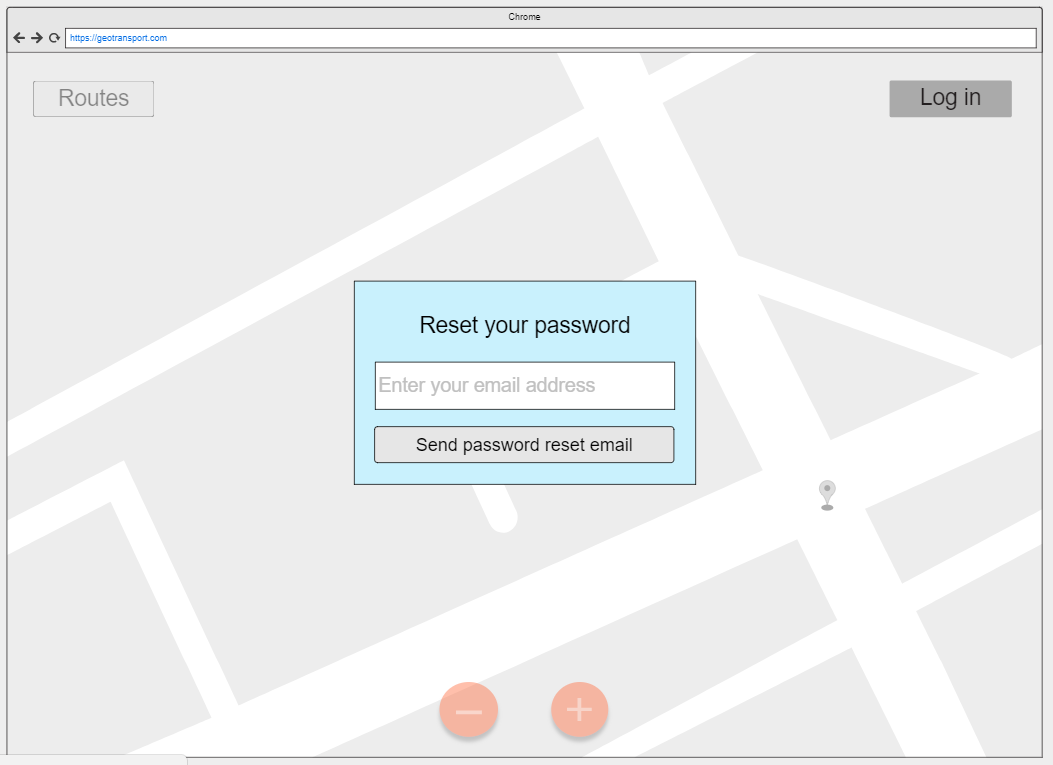 Chrome
https://geotransport.com
Routes
Log in
Reset your password
Enter your email address
Send password reset email